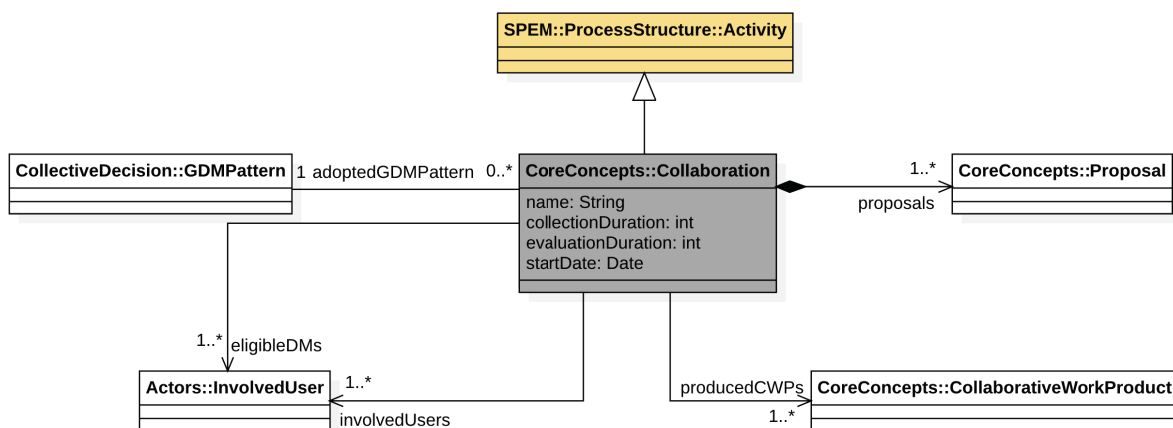 SPEM::ProcessStructure::Activity
CollectiveDecision::GDMPattern
1 adoptedGDMPattern 0..*
CoreConcepts::Collaboration
name: String
collectionDuration: int
evaluationDuration: int
startDate: Date
1..*
proposals
CoreConcepts::Proposal
1..* eligibleDMs
Actors::InvolvedUser
1..*
involvedUsers
producedCWPs
1..*
CoreConcepts::CollaborativeWorkProduct